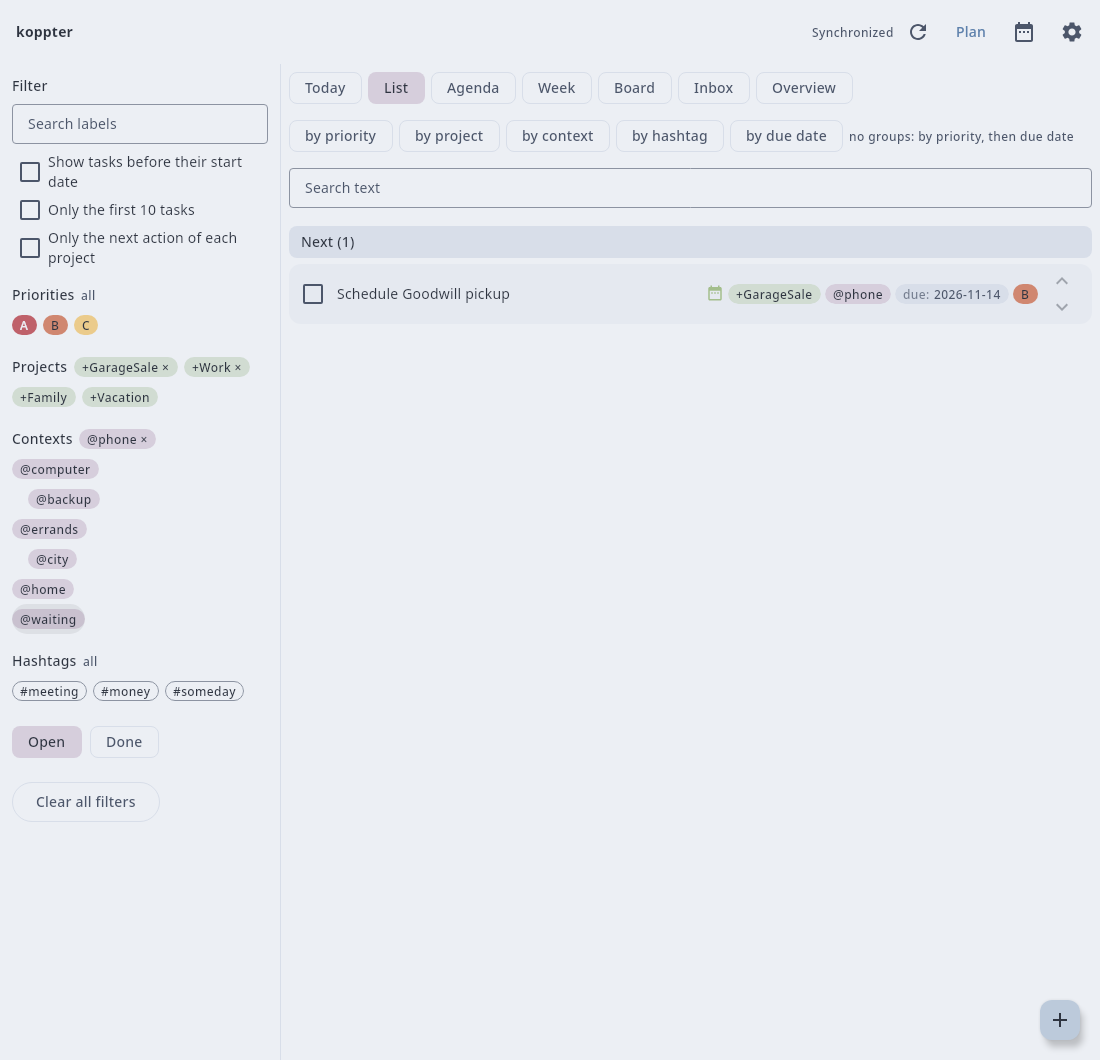 koppter
Synchronized
Plan
Filter
Search labels
Show tasks before their start
date
Only the first 10 tasks
Only the next action of each
project
Priorities all
A B C
Projects +GarageSale × +Work ×
+Family +Vacation
Contexts @phone ×
@computer
@backup
@errands
@city
@home
@waiting
Hashtags all
#meeting #money #someday
Open Done
Clear all filters
Today List Agenda Week Board Inbox Overview
by priority by project by context by hashtag by due date no groups: by priority, then due date
Search text
Next (1)
Schedule Goodwill pickup +GarageSale @phone due: 2026-11-14 B